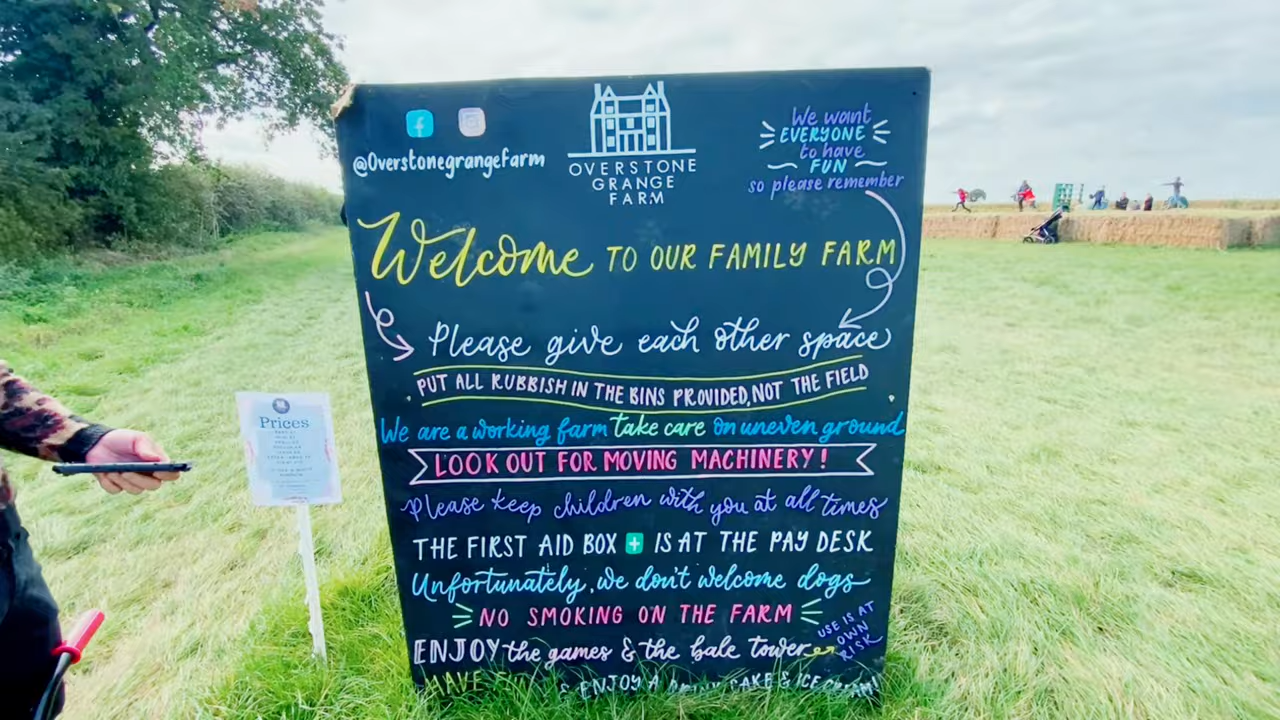 @Overstonegrangefarm
OVERSTONE
GRANGE
FARM
We want
EVERYONE
to have
FUN
so please remember
Welcome TO OUR FAMILY FARM
Please give each other space
PUT ALL RUBBISH IN THE BINS PROVIDED, NOT THE FIELD
We are a working farm take care on uneven ground
LOOK OUT FOR MOVING MACHINERY!
Please keep children with you at all times
THE FIRST AID BOX IS AT THE PAY DESK
Unfortunately, we don't welcome dogs
NO SMOKING ON THE FARM
ENJOY the games & the bale tower
USE IS AT
OWN
RISK
HAVE & ENJOY A DRINK CAKE & ICE CREAM!
Prices